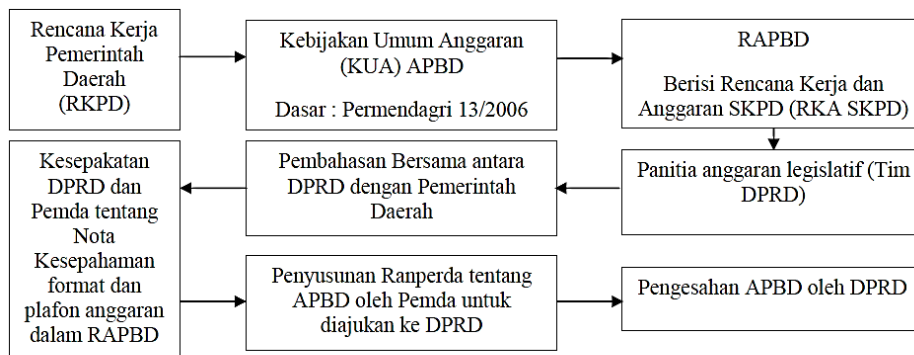 Rencana Kerja
Pemerintah
Daerah
(RKPD)
Kebijakan Umum Anggaran
(KUA) APBD
Dasar : Permendagri 13/2006
RAPBD
Berisi Rencana Kerja dan
Anggaran SKPD (RKA SKPD)
Panitia anggaran legislatif (Tim
DPRD)
Pembahasan Bersama antara
DPRD dengan Pemerintah
Daerah
Kesepakatan
DPRD dan
Pemda tentang
Nota
Kesepahaman
format dan
plafon anggaran
dalam RAPBD
Penyusunan Ranperda tentang
APBD oleh Pemda untuk
diajukan ke DPRD
Pengesahan APBD oleh DPRD